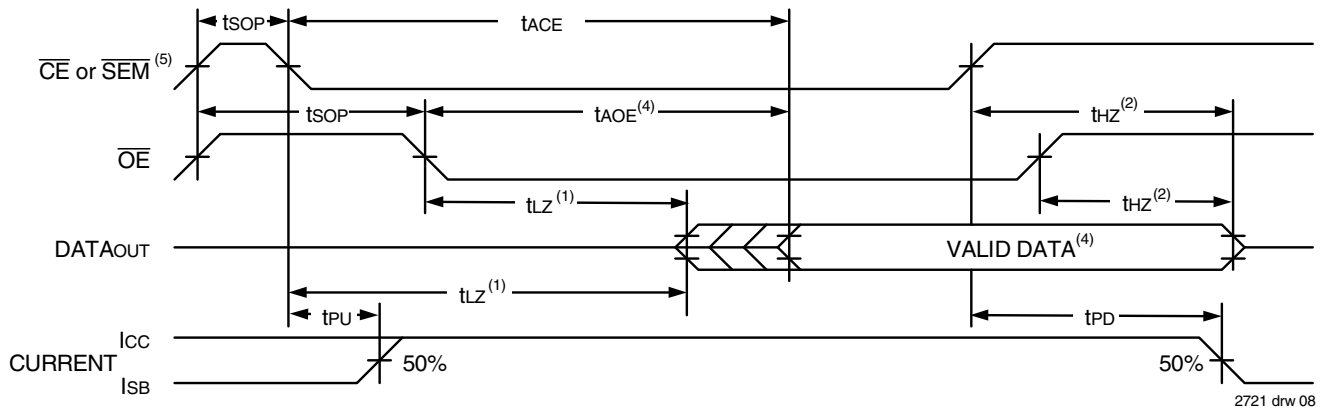 tSOP
tACE
CE or SEM (5)
tSOP
tAOE(4)
tHZ(2)
OE
tLZ(1)
tHZ(2)
DATAOUT
VALID DATA(4)
tLZ(1)
tPU
tPD
ICC
CURRENT
50%
50%
ISB
2721 drw 08